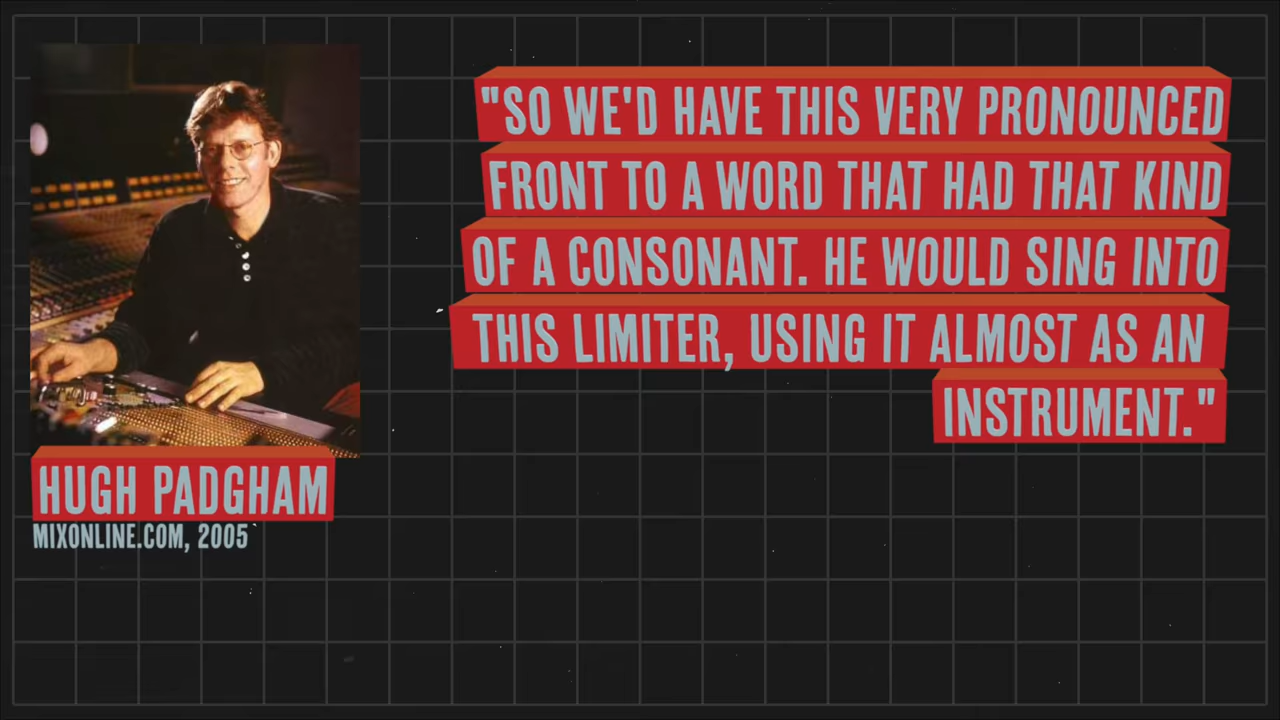 "SO WE'D HAVE THIS VERY PRONOUNCED
FRONT TO A WORD THAT HAD THAT KIND
OF A CONSONANT. HE WOULD SING INTO
THIS LIMITER, USING IT ALMOST AS AN
INSTRUMENT."
HUGH PADGHAM
MIXONLINE.COM, 2005